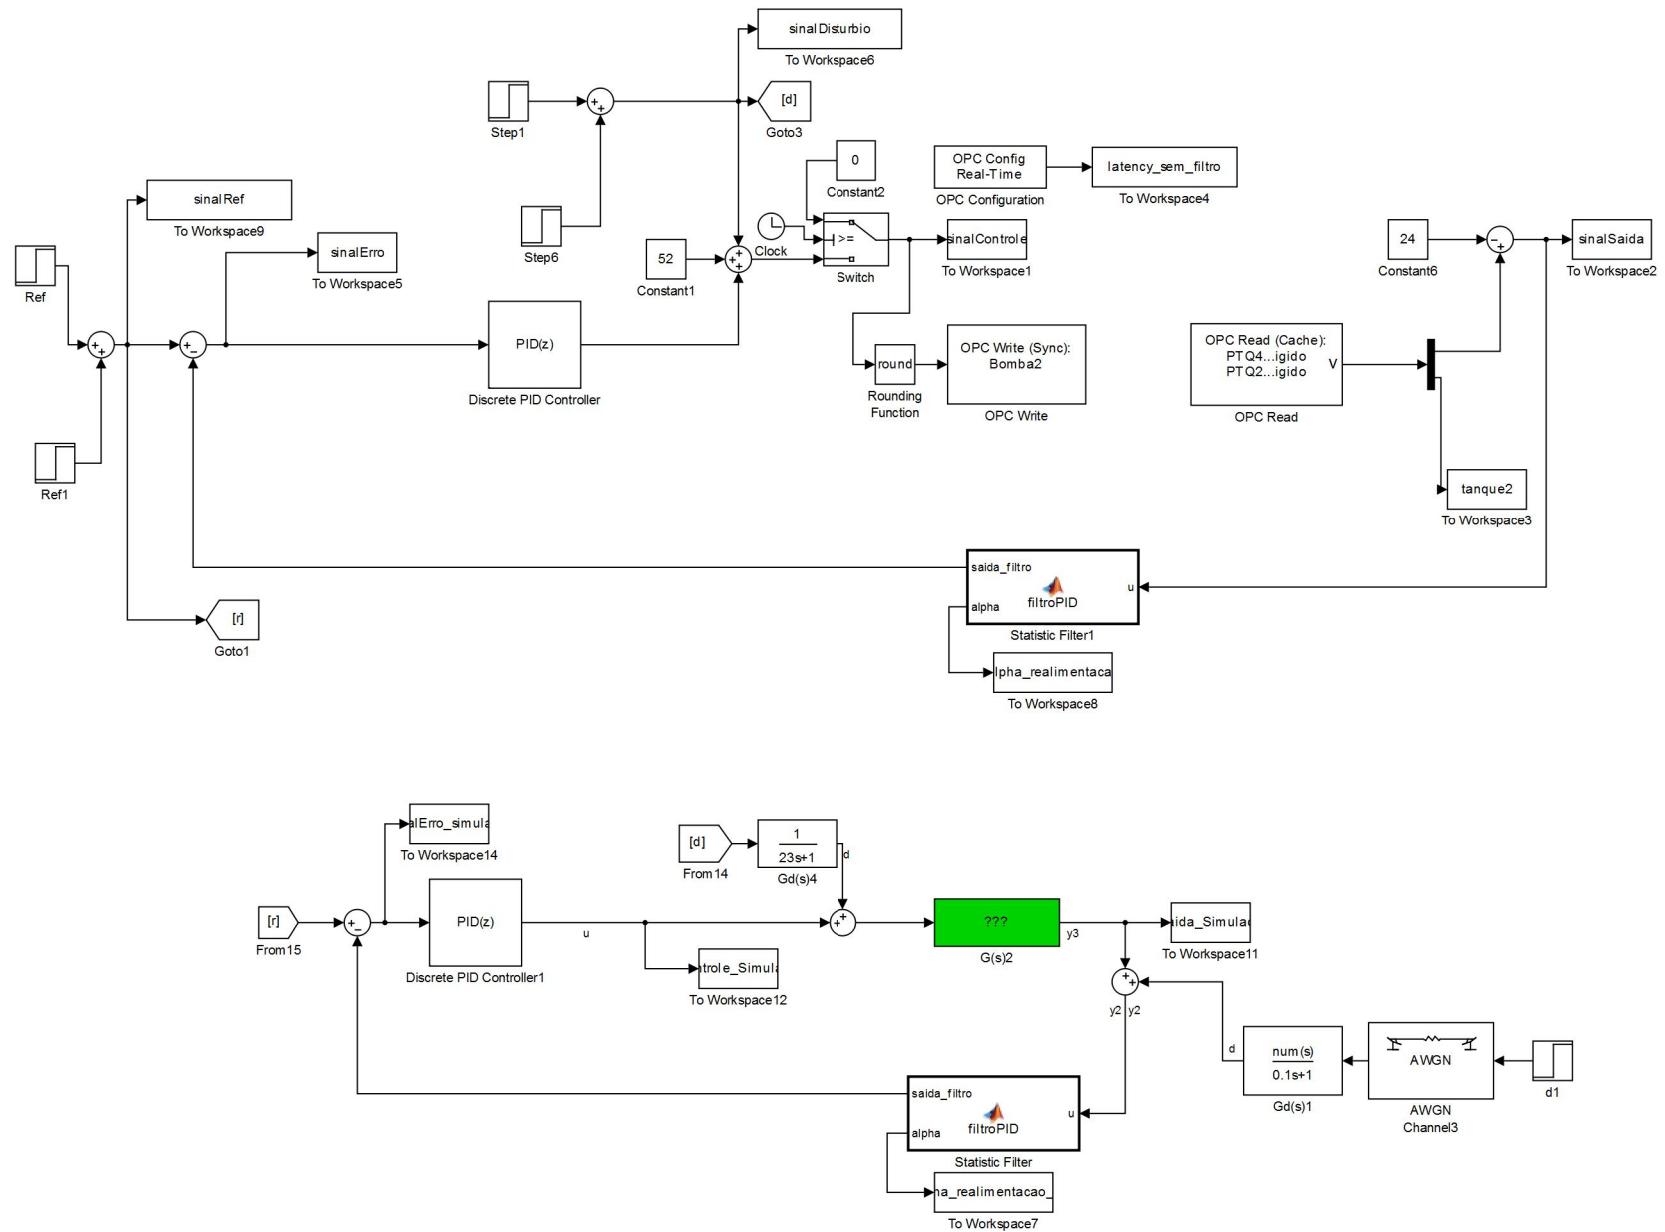 sinalDisturbio
To Workspace6
Step1
[d]
Goto3
0
Constant2
OPC Config
Real-Time
OPC Configuration
latency_sem_filtro
To Workspace4
sinalRef
To Workspace9
Step6
Clock
>=
Switch
sinalControle
To Workspace1
24
Constant6
sinalSaida
To Workspace2
Ref
sinalErro
To Workspace5
52
Constant1
PID(z)
Discrete PID Controller
round
Rounding
Function
OPC Write (Sync):
Bomba2
OPC Write
OPC Read (Cache):
PTQ4...igido
PTQ2...igido
V
OPC Read
Ref1
tanque2
To Workspace3
saida_filtro
alpha
u
filtroPID
Statistic Filter1
[r]
Goto1
lpha_realimentaca
To Workspace8
alErro_simula
To Workspace14
[d]
From14
1
23s+1
Gd(s)4
d
[r]
From15
PID(z)
Discrete PID Controller1
u
ntrole_Simula
To Workspace12
???
G(s)2
y3
iida_Simulad
To Workspace11
y2
y2
d
num(s)
0.1s+1
Gd(s)1
AWGN
AWGN
Channel3
d1
saida_filtro
alpha
u
filtroPID
Statistic Filter
ha_realimentacao_
To Workspace7